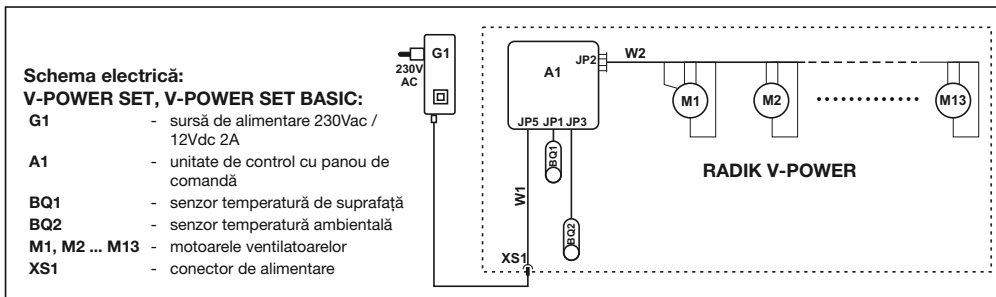 Schema electrică:
V-POWER SET, V-POWER SET BASIC:
G1 - sursă de alimentare 230Vac /
12Vdc 2A
A1 - unitate de control cu panou de
comandă
BQ1 - senzor temperatură de suprafață
BQ2 - senzor temperatură ambientală
M1, M2 ... M13 - motoarele ventilatoarelor
XS1 - conector de alimentare
G1
230V
AC
A1
JP2
W2
JP5 JP1 JP3
M1
M2
M13
BQ1
W1
BQ2
XS1
RADIK V-POWER